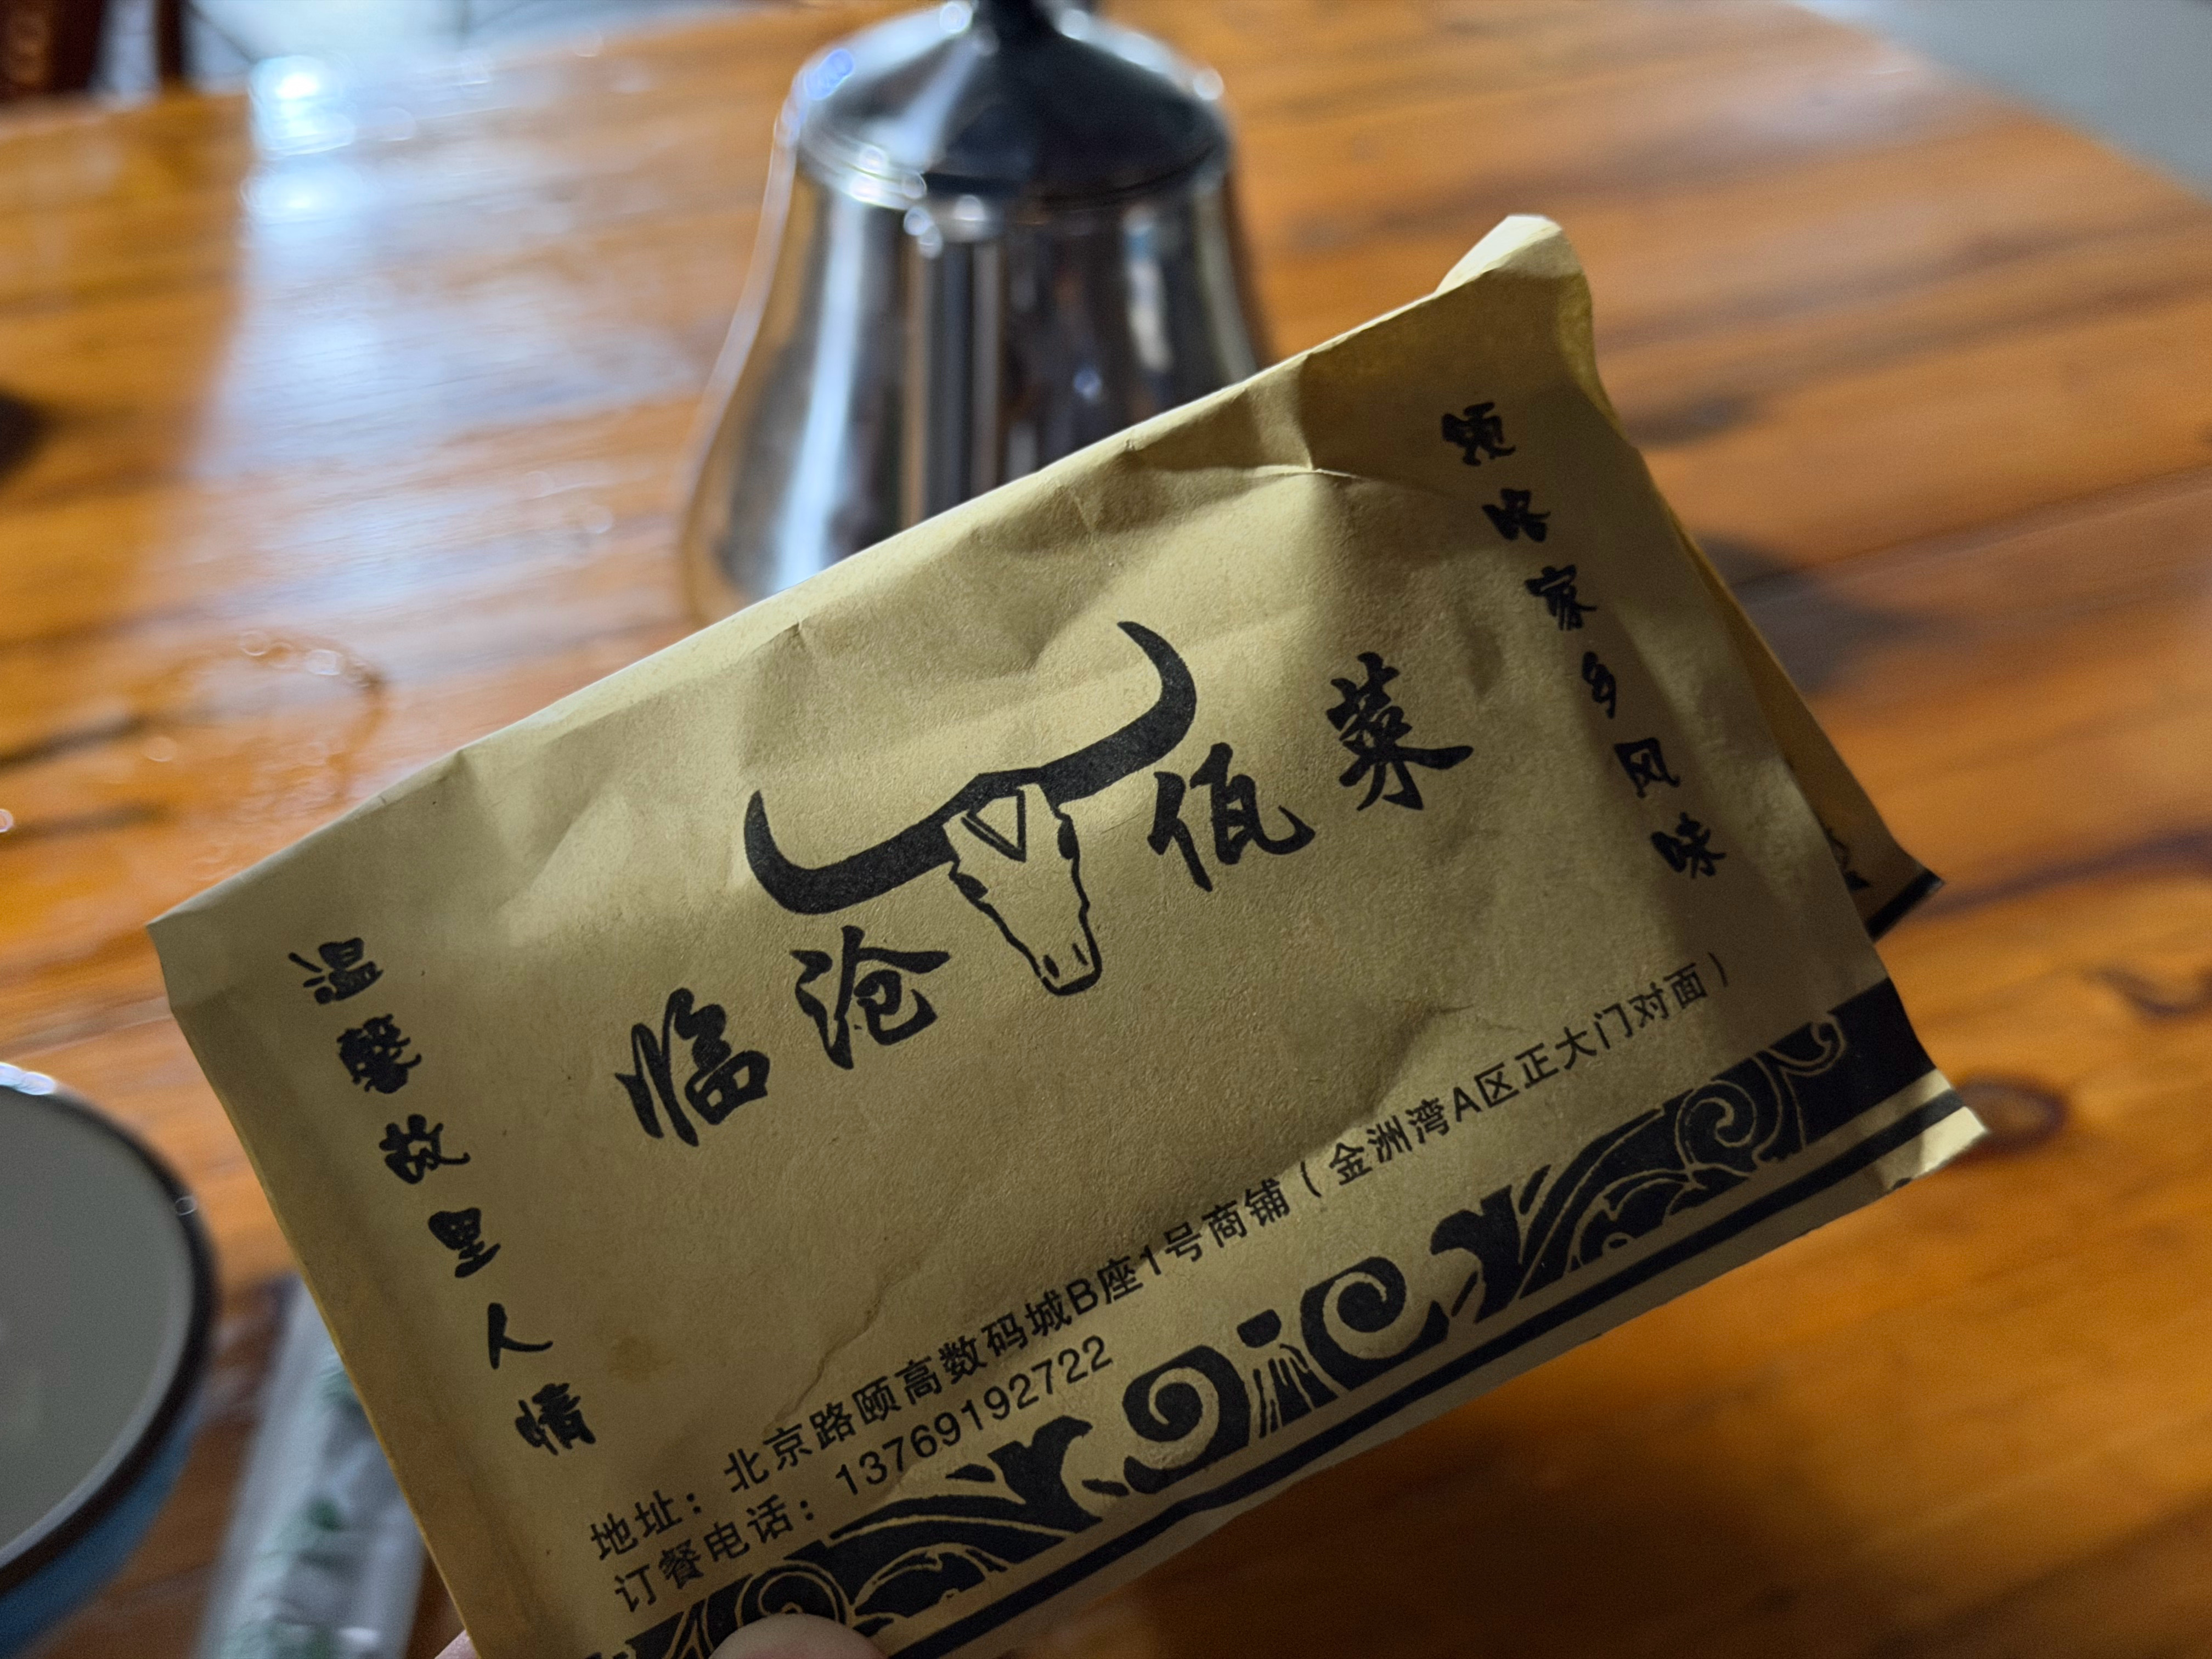 领略家乡风味
临沧佤菜
温馨故里人情
地址：北京路颐高数码城B座1号商铺（金洲湾A区正大门对面）
订餐电话：13769192722